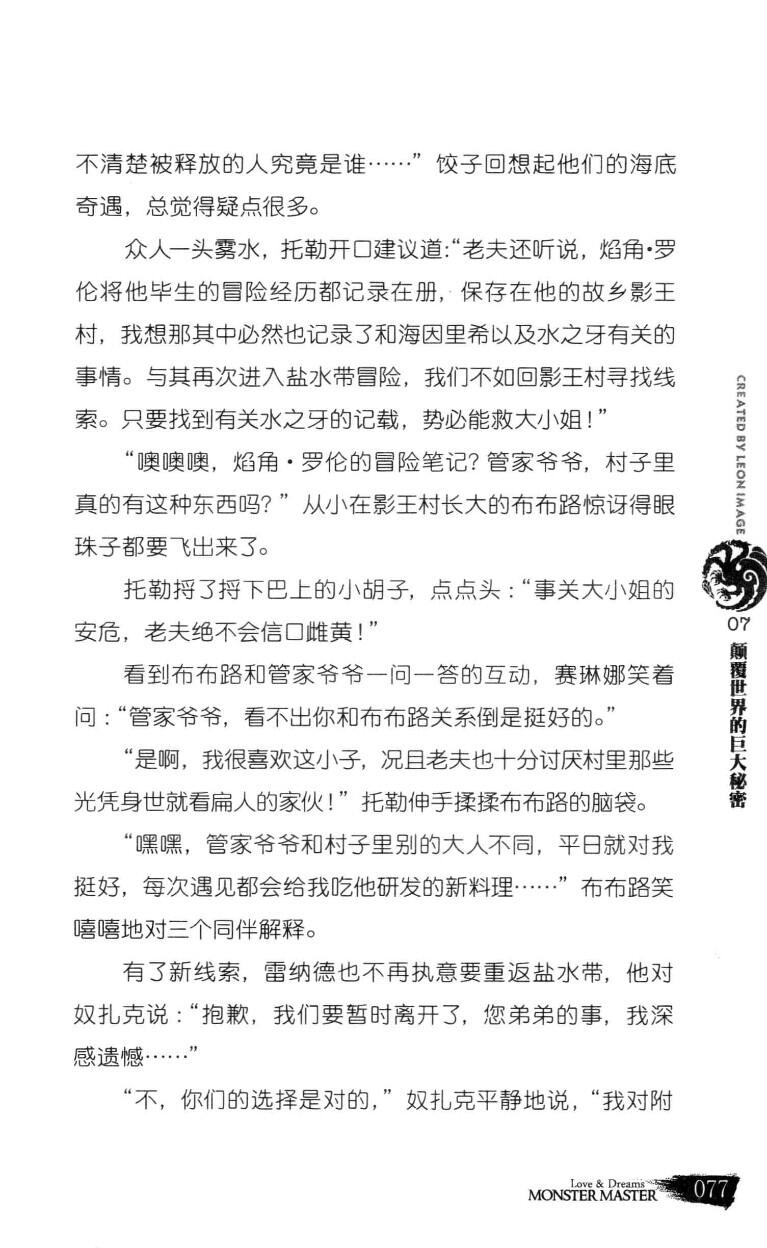 不清楚被释放的人究竟是谁……”饺子回想起他们的海底
奇遇，总觉得疑点很多。
众人一头雾水，托勒开口建议道:“老夫还听说，焰角·罗
伦将他毕生的冒险经历都记录在册，保存在他的故乡影王
村，我想那其中必然也记录了和海因里希以及水之牙有关的
事情。与其再次进入盐水带冒险，我们不如回影王村寻找线
索。只要找到有关水之牙的记载，势必能救大小姐！”
“噢噢噢，焰角·罗伦的冒险笔记？管家爷爷，村子里
真的有这种东西吗？”从小在影王村长大的布布路惊讶得眼
珠子都要飞出来了。
托勒捋了捋下巴上的小胡子，点点头：“事关大小姐的
安危，老夫绝不会信口雌黄！”
看到布布路和管家爷爷一问一答的互动，赛琳娜笑着
问：“管家爷爷，看不出你和布布路关系倒是挺好的。”
“是啊，我很喜欢这小子，况且老夫也十分讨厌村里那些
光凭身世就看扁人的家伙！”托勒伸手揉揉布布路的脑袋。
“嘿嘿，管家爷爷和村子里别的大人不同，平日就对我
挺好，每次遇见都会给我吃他研发的新料理……”布布路笑
嘻嘻地对三个同伴解释。
有了新线索，雷纳德也不再执意要重返盐水带，他对
奴扎克说：“抱歉，我们要暂时离开了，您弟弟的事，我深
感遗憾……”
“不，你们的选择是对的，”奴扎克平静地说，“我对附
CREATED BY LEON IMAGE
07
颠覆世界的巨大秘密
Love & Dreams
MONSTER MASTER
077